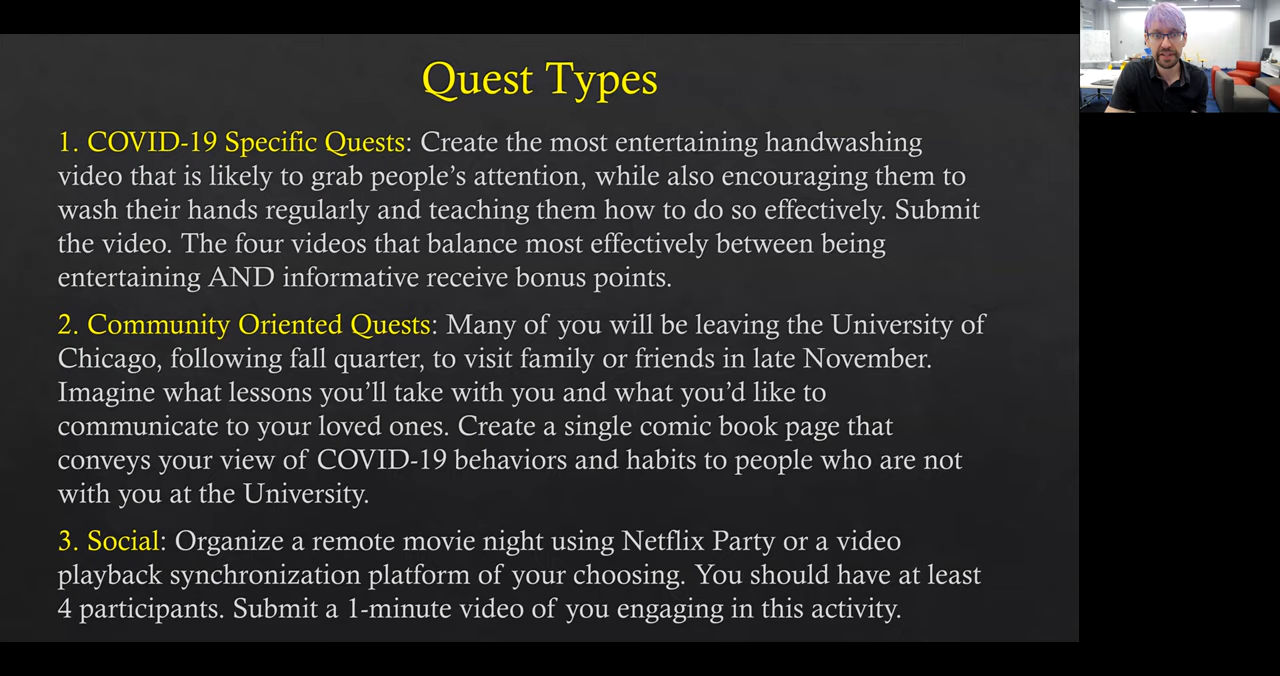 Quest Types
1. COVID-19 Specific Quests: Create the most entertaining handwashing
video that is likely to grab people’s attention, while also encouraging them to
wash their hands regularly and teaching them how to do so effectively. Submit
the video. The four videos that balance most effectively between being
entertaining AND informative receive bonus points.
2. Community Oriented Quests: Many of you will be leaving the University of
Chicago, following fall quarter, to visit family or friends in late November.
Imagine what lessons you’ll take with you and what you’d like to
communicate to your loved ones. Create a single comic book page that
conveys your view of COVID-19 behaviors and habits to people who are not
with you at the University.
3. Social: Organize a remote movie night using Netflix Party or a video
playback synchronization platform of your choosing. You should have at least
4 participants. Submit a 1-minute video of you engaging in this activity.